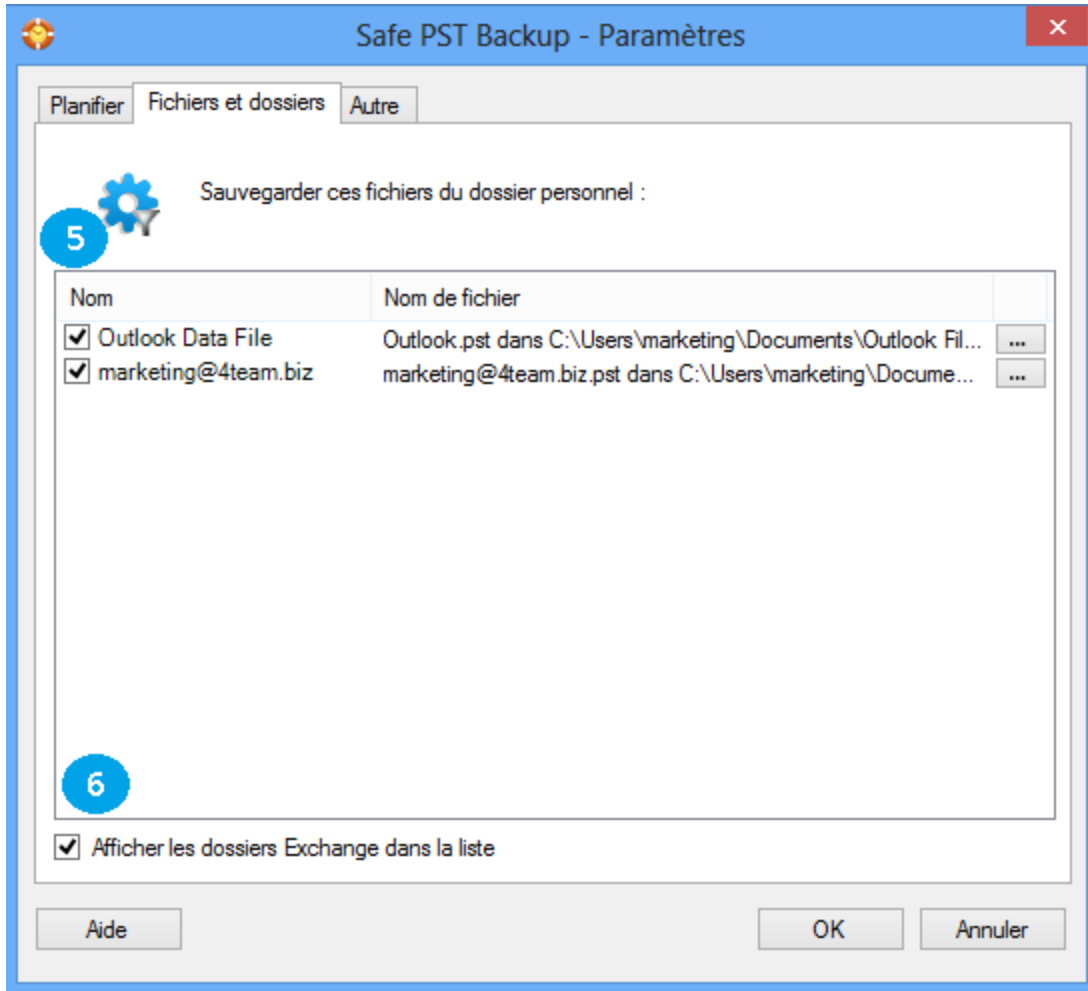 Safe PST Backup - Paramètres
Planifier Fichiers et dossiers Autre
Sauvegarder ces fichiers du dossier personnel :
5
Nom Nom de fichier
Outlook Data File Outlook.pst dans C:\Users\marketing\Documents\Outlook Fil... ...
marketing@4team.biz marketing@4team.biz.pst dans C:\Users\marketing\Docume... ...
6
Afficher les dossiers Exchange dans la liste
Aide OK Annuler